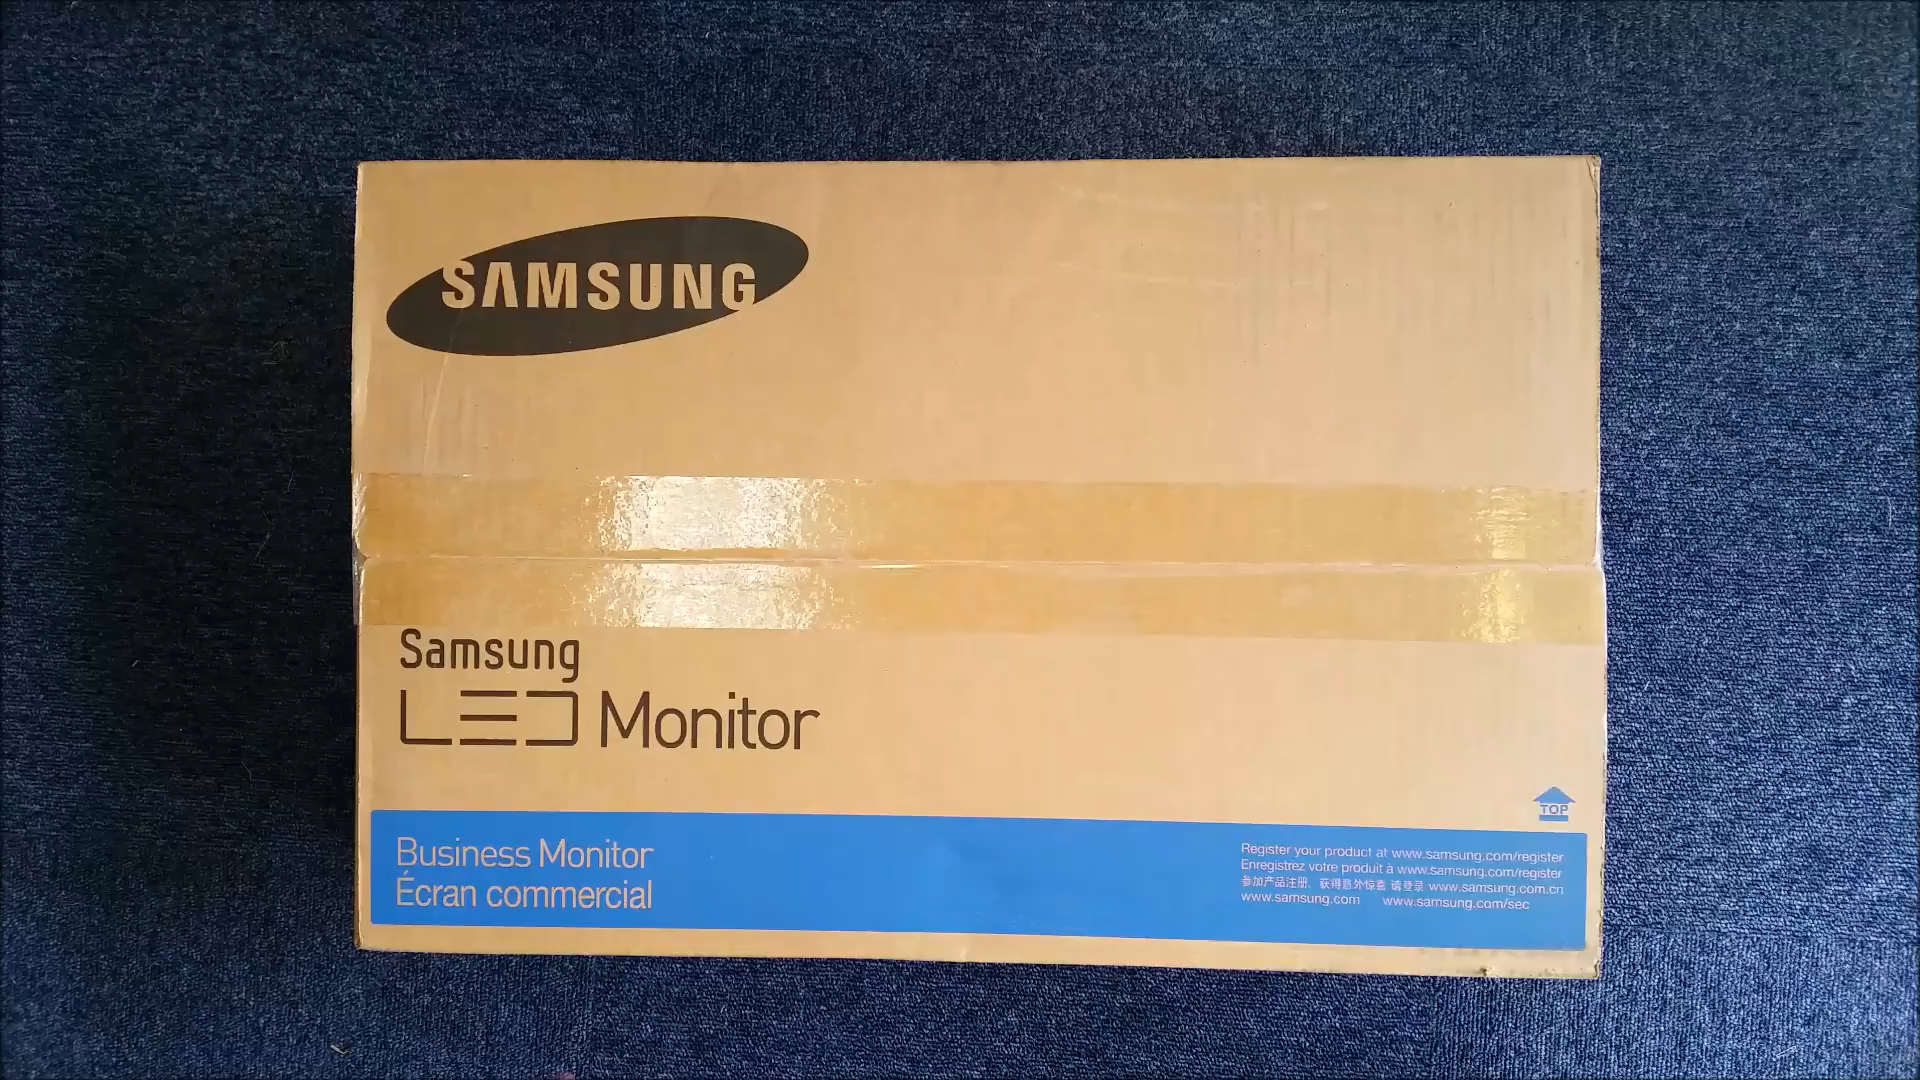 SAMSUNG
Samsung
LED Monitor
TOP
Business Monitor
Écran commercial
Register your product at www.samsung.com/register
Enregistrez votre produit à www.samsung.com/register
参加产品注册, 获得意外惊喜 请登录 www.samsung.com.cn
www.samsung.com www.samsung.com/sec